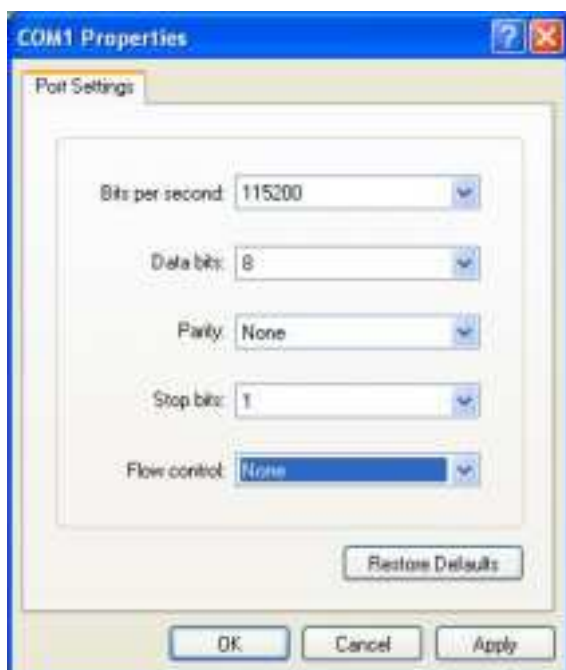 COM1 Properties
Port Settings
Bits per second: 115200
Data bits: 8
Parity: None
Stop bits: 1
Flow control: None
Restore Defaults
OK Cancel Apply